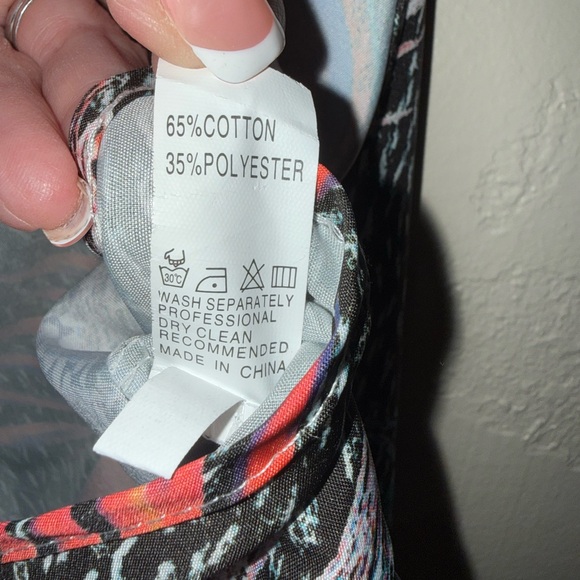 65%COTTON
35%POLYESTER
30°C
WASH SEPARATELY
PROFESSIONAL
DRY CLEAN
RECOMMENDED
MADE IN CHINA